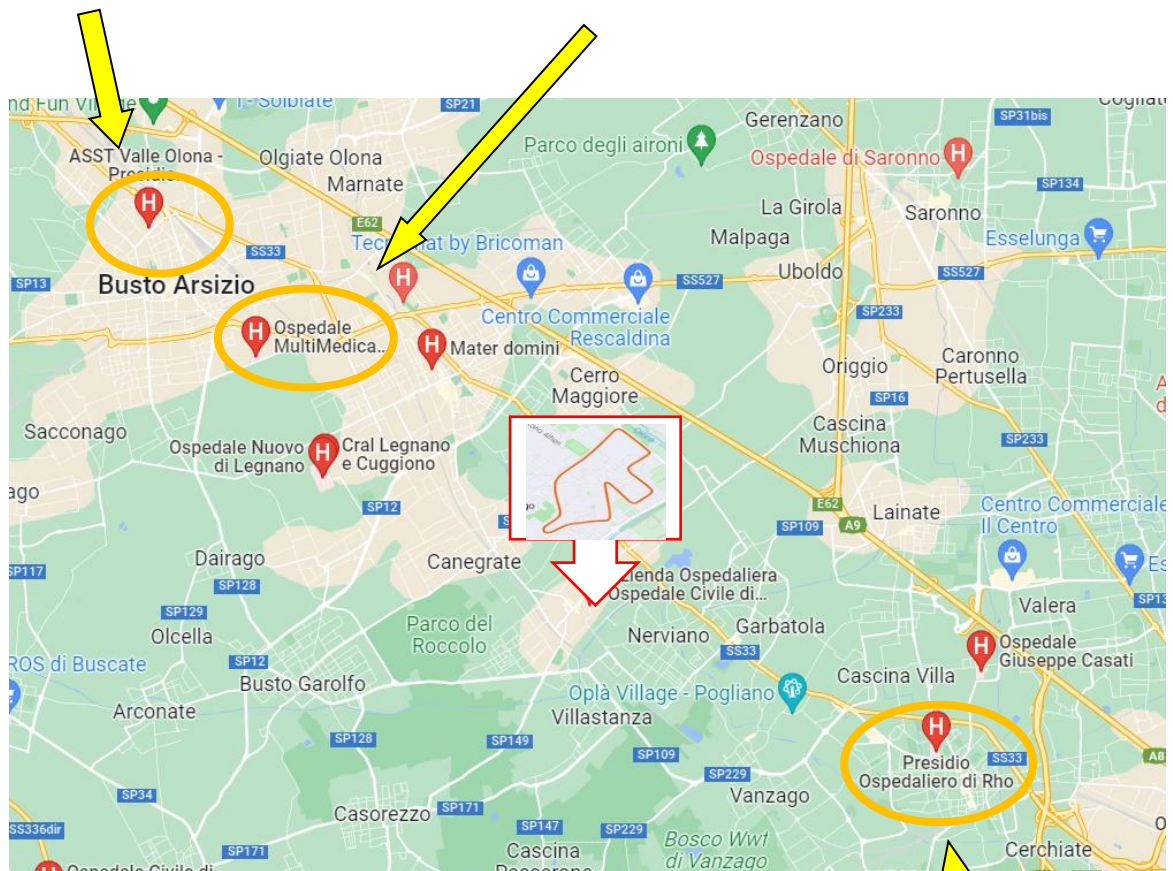 SP21
Gerenzano
SP31bis
Parco degli aironi
Ospedale di Saronno
H
ASST Valle Olona -
Presidio
Olgiate Olona
Marnate
SP134
H
La Girola
Saronno
E62
SS33
Malpaga
Esselunga
by Bricoman
SP13
Busto Arsizio
H
Uboldo
SS527
SS527
Centro Commerciale
Rescaldina
SP233
H
Ospedale
MultiMedica...
H
Mater domini
Origgio
Caronno
Pertusella
Cerro
Maggiore
SP16
Sacconago
Cascina
Muschiona
SP233
Ospedale Nuovo
di Legnano
H
Cral Legnano
e Cuggiono
SP12
E62
A9
Lainate
Centro Commerciale
Il Centro
SP109
Dairago
Canegrate
SP117
SP128
Ospedaliera
Ospedale Civile di...
SP129
Valera
Olcella
Parco del
Roccolo
Nerviano
Garbatola
SS33
H
Ospedale
Giuseppe Casati
ROS di Buscate
SP12
Busto Garolfo
Cascina Villa
Oplà Village - Pogliano
Arconate
Villastanza
H
SP128
SP149
SP109
Presidio
Ospedaliero di Rho
SS33
A8
SP229
SP34
Vanzago
Casorezzo
SP171
SS336dir
SP147
SP229
SP171
Cascina
Bosco Wwf
di Vanzago
Cerchiate